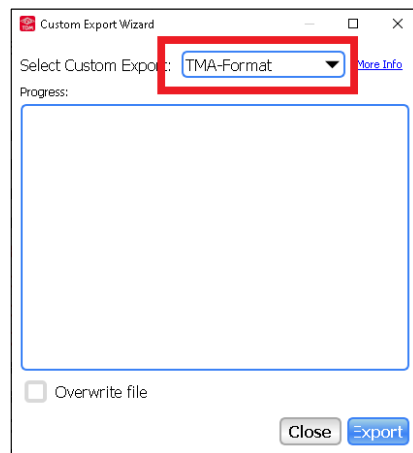 Custom Export Wizard
Select Custom Export: TMA-Format More Info
Progress:
Overwrite file
Close Export